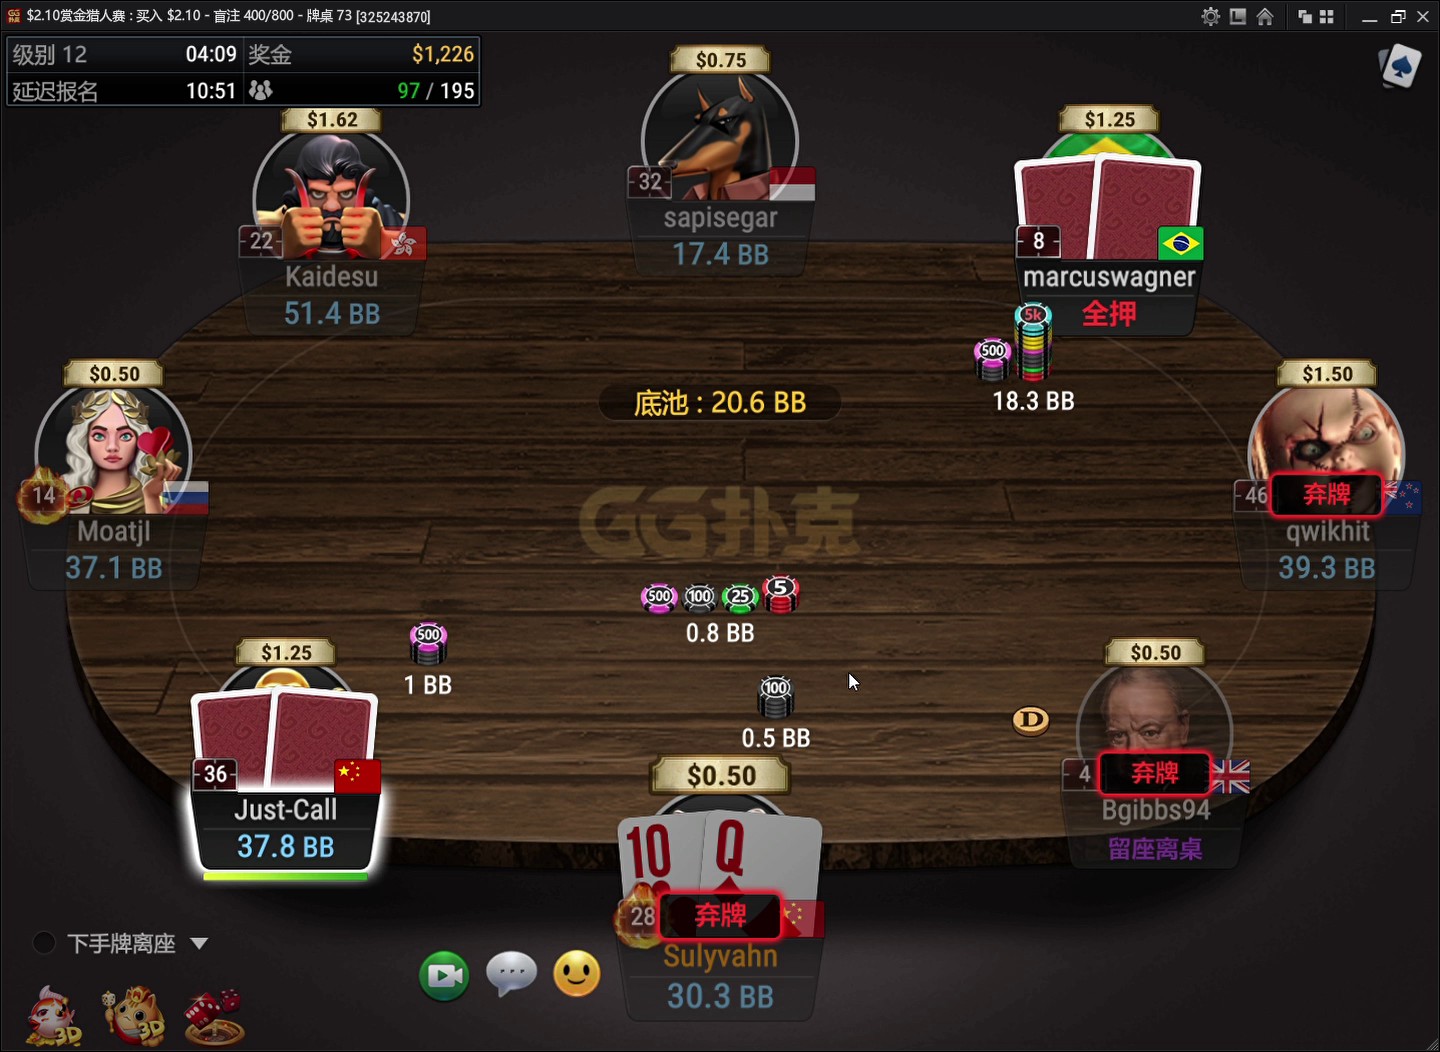 $2.10赏金猎人赛 : 买入 $2.10 - 盲注 400/800 - 牌桌 73 [325243870]
级别 12 04:09 奖金 $1,226
延迟报名 10:51 97 / 195
$0.75
32
sapisegar
17.4 BB
$1.62
22
Kaidesu
51.4 BB
$1.25
8
marcuswagner
全押
5k
500
18.3 BB
$0.50
14
Moatjl
37.1 BB
底池 : 20.6 BB
$1.50
46
弃牌
qwikhit
39.3 BB
GG扑克
500 100 25 5
0.8 BB
500
1 BB
100
0.5 BB
D
$1.25
36
Just-Call
37.8 BB
$0.50
4
弃牌
Bgibbs94
留座离桌
$0.50
10 Q
28
弃牌
Sulyvahn
30.3 BB
下手牌离座
3D
3D